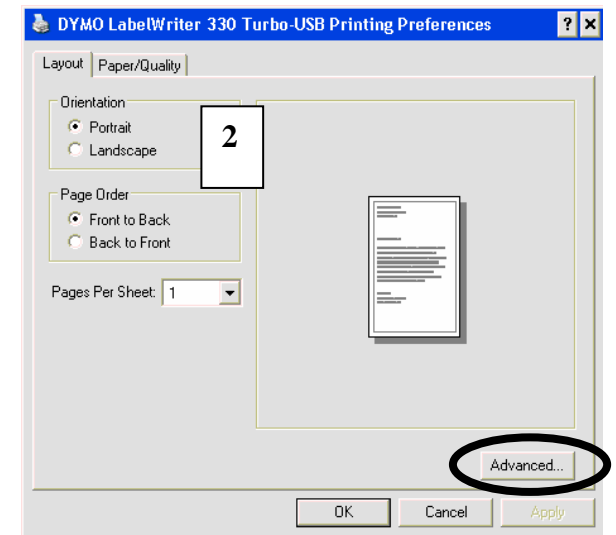 DYMO LabelWriter 330 Turbo-USB Printing Preferences
Layout Paper/Quality
Orientation
Portrait
Landscape
2
Page Order
Front to Back
Back to Front
Pages Per Sheet: 1
Advanced...
OK Cancel Apply